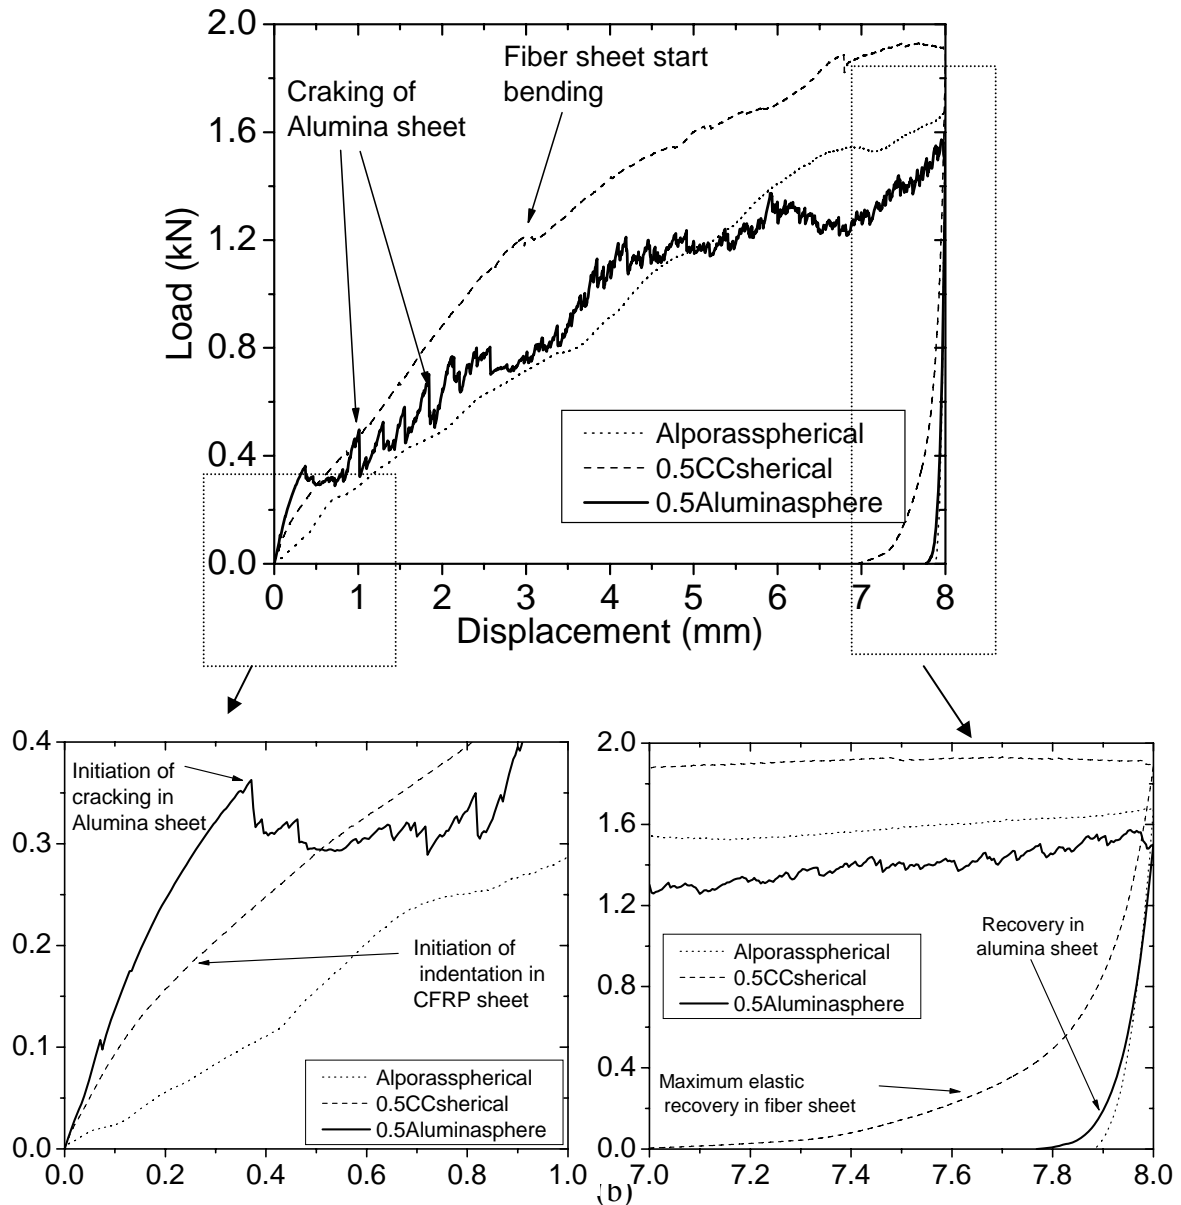 2.0
1.6
1.2
0.8
0.4
0.0
Load (kN)
Craking of
Alumina sheet
Fiber sheet start
bending
Alporasspherical
0.5CCsherical
0.5Aluminasphere
0 1 2 3 4 5 6 7 8
Displacement (mm)
0.4
0.3
0.2
0.1
0.0
Initiation of
cracking in
Alumina sheet
Initiation of
indentation in
CFRP sheet
Alporasspherical
0.5CCsherical
0.5Aluminasphere
0.0 0.2 0.4 0.6 0.8 1.0
2.0
1.6
1.2
0.8
0.4
0.0
Recovery in
alumina sheet
Alporasspherical
0.5CCsherical
0.5Aluminasphere
Maximum elastic
recovery in fiber sheet
7.0 7.2 7.4 7.6 7.8 8.0
(b)